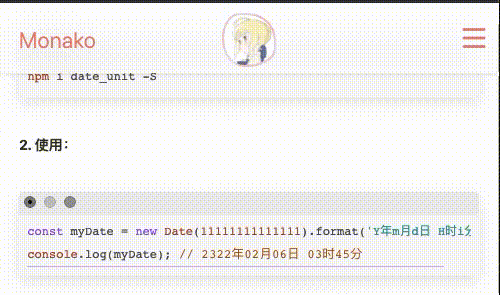 Monako
npm i date_unit -S
2. 使用：
const myDate = new Date(11111111111111).format('Y年m月d日 H时i分
console.log(myDate); // 2322年02月06日 03时45分